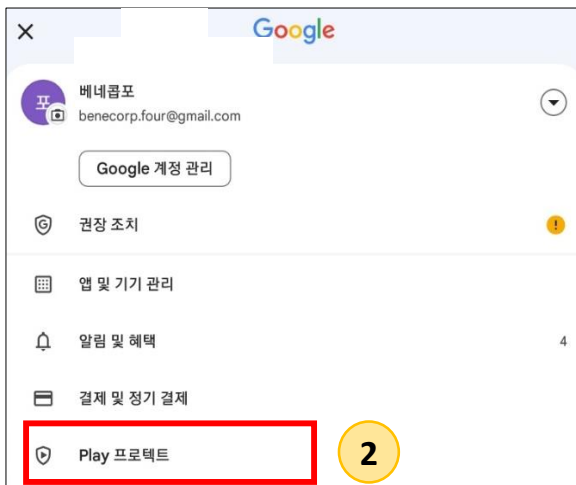 Google
포
베네콥포
benecorp.four@gmail.com
Google 계정 관리
권장 조치
앱 및 기기 관리
알림 및 혜택 4
결제 및 정기 결제
Play 프로텍트 2